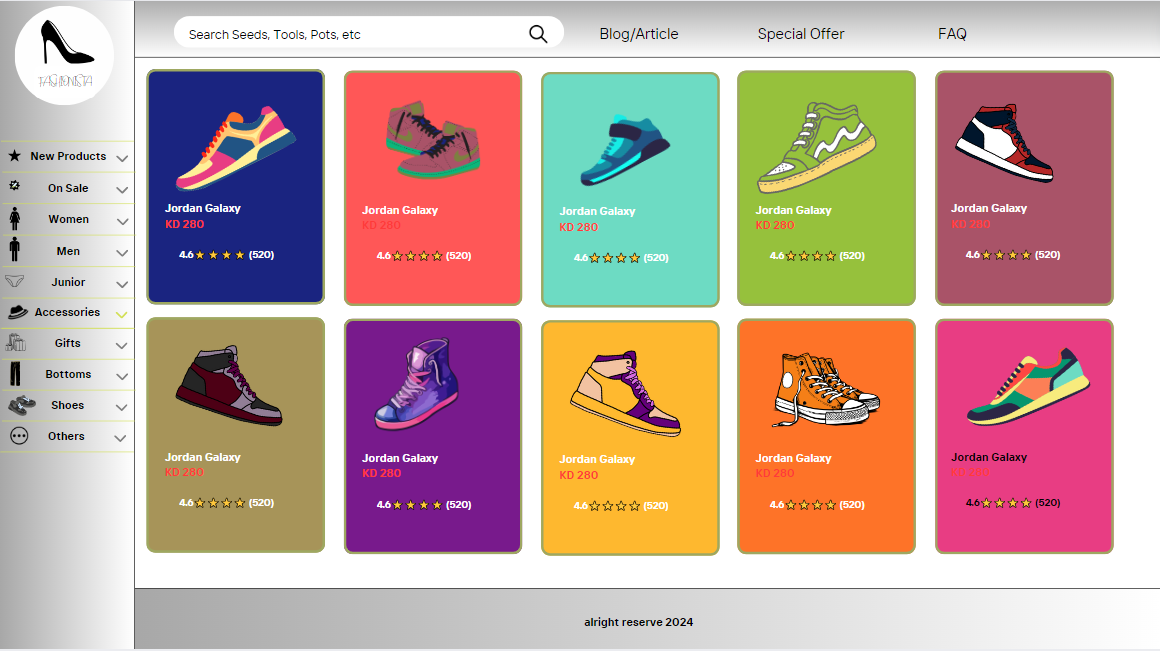 FASHIONISTA
Search Seeds, Tools, Pots, etc
Blog/Article
Special Offer
FAQ
New Products
On Sale
Women
Men
Junior
Accessories
Gifts
Bottoms
Shoes
Others
Jordan Galaxy
KD 280
4.6 (520)
Jordan Galaxy
KD 280
4.6 (520)
Jordan Galaxy
KD 280
4.6 (520)
Jordan Galaxy
KD 280
4.6 (520)
Jordan Galaxy
KD 280
4.6 (520)
Jordan Galaxy
KD 280
4.6 (520)
Jordan Galaxy
KD 280
4.6 (520)
Jordan Galaxy
KD 280
4.6 (520)
Jordan Galaxy
KD 280
4.6 (520)
Jordan Galaxy
KD 280
4.6 (520)
alright reserve 2024